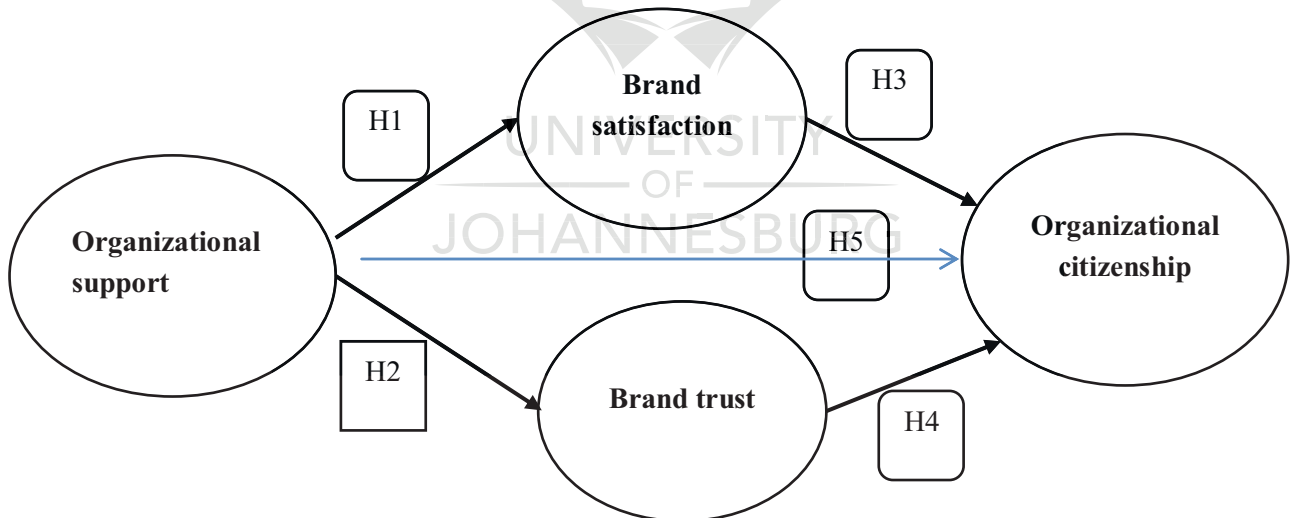 Brand
satisfaction
H3
H1
UNIVERSITY
OF
JOHANNESBURG
Organizational
support
H5
Organizational
citizenship
H2
Brand trust
H4